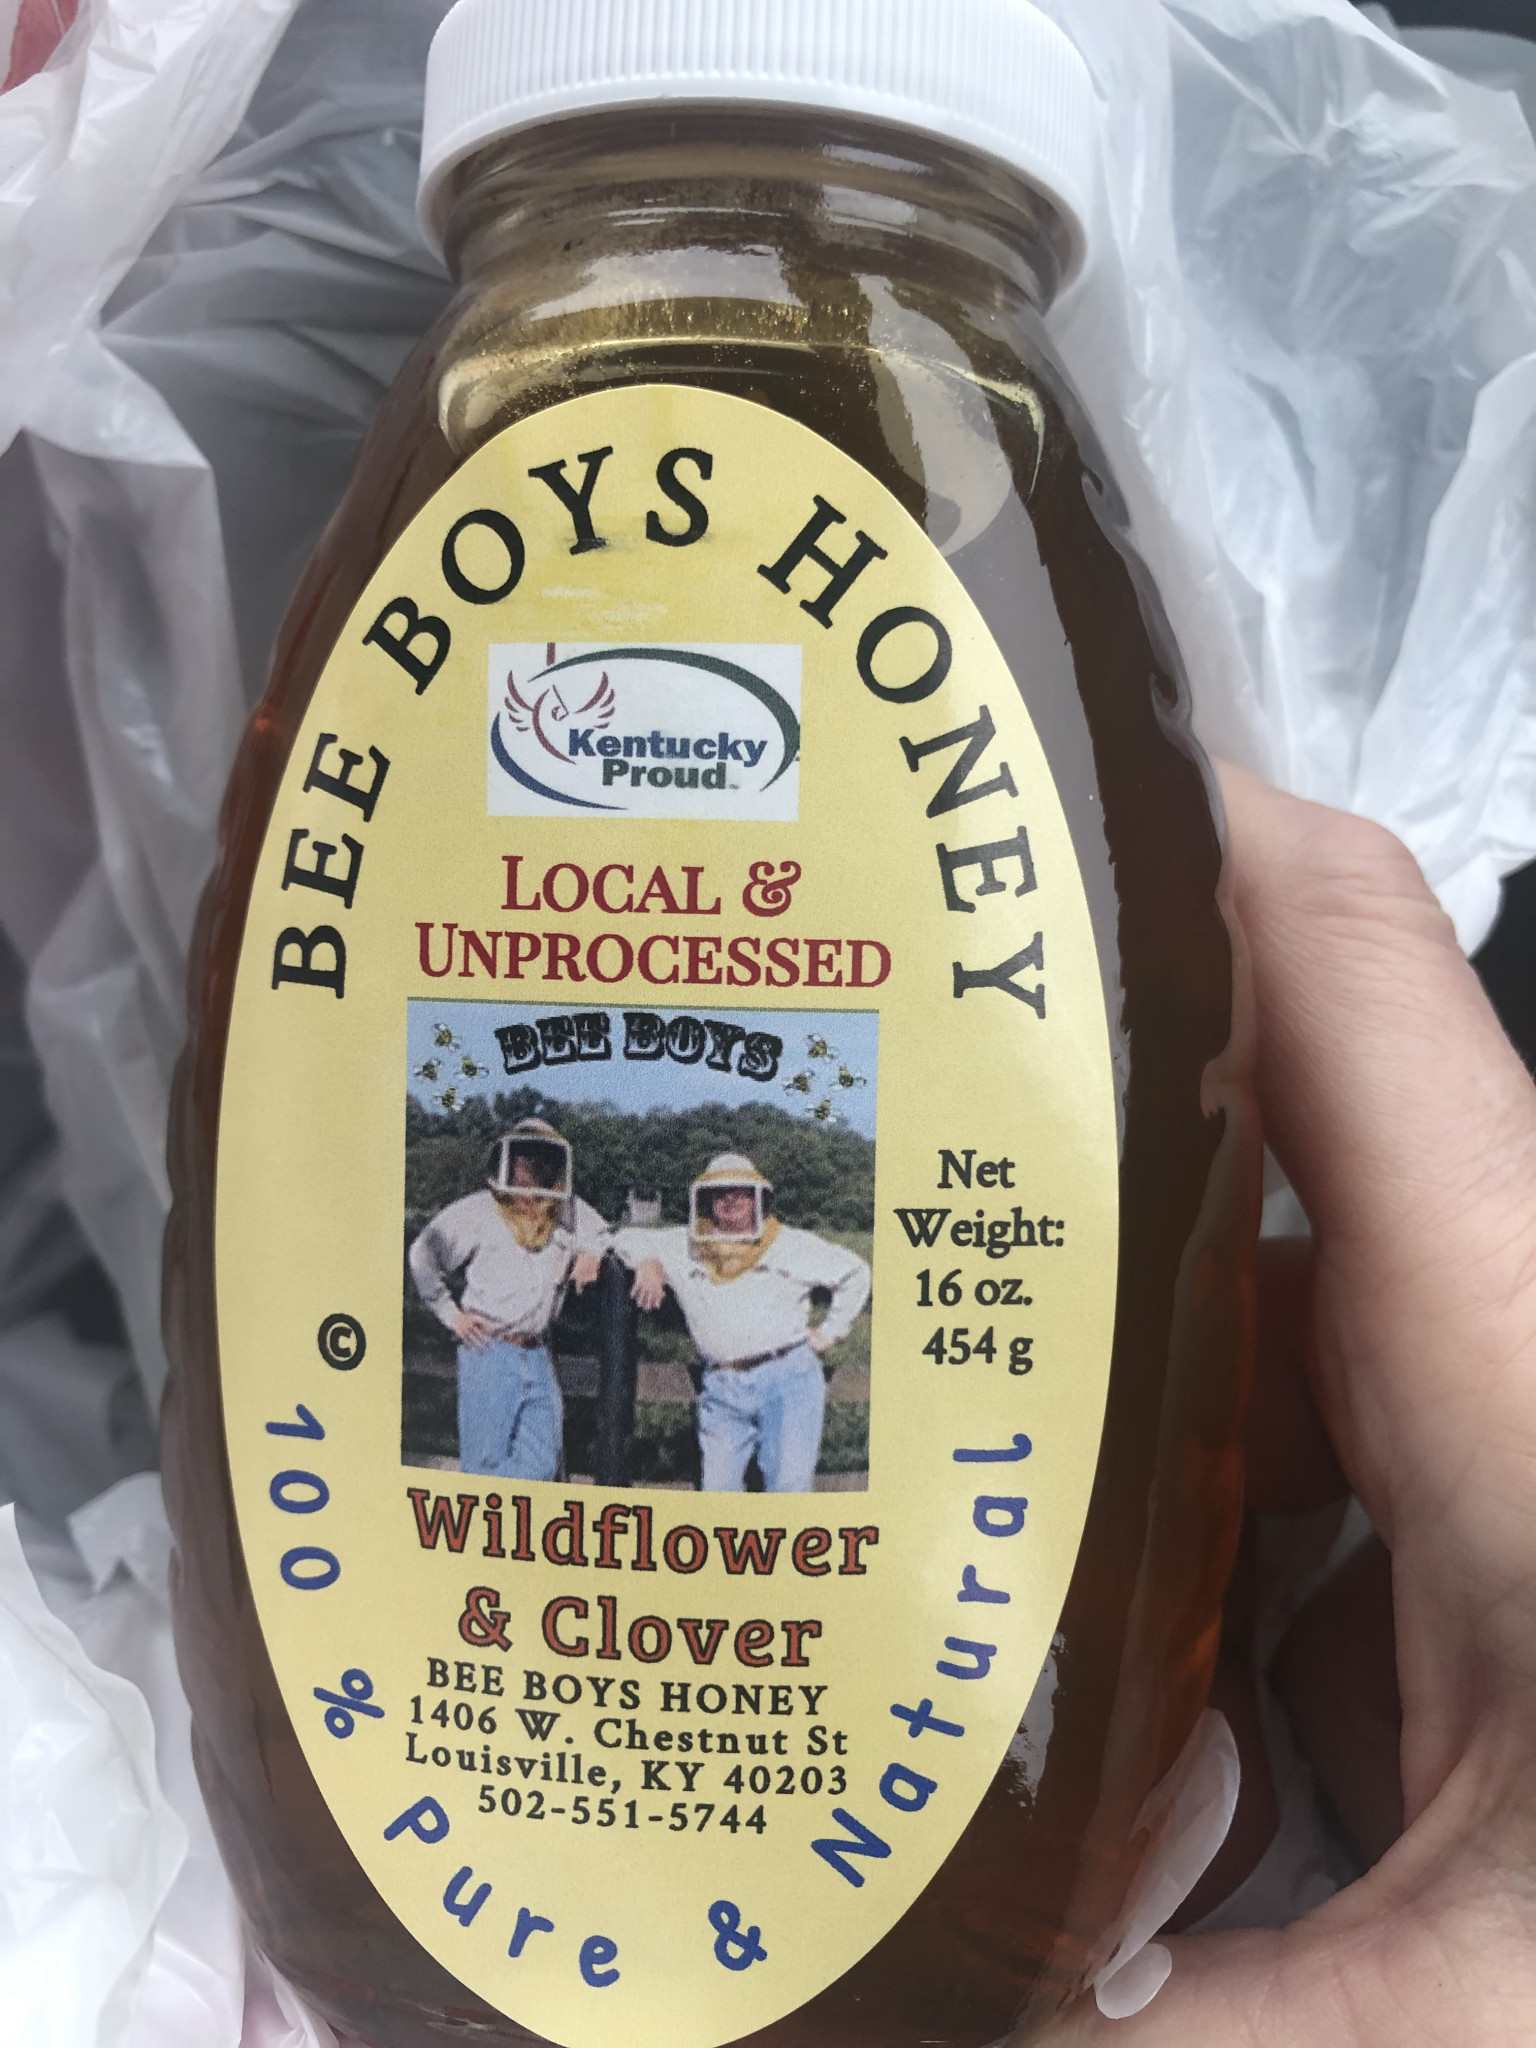 BEE BOYS HONEY
Kentucky
Proud™
LOCAL &
UNPROCESSED
BEE BOYS
Net
Weight:
16 oz.
454 g
©
Wildflower
& Clover
BEE BOYS HONEY
1406 W. Chestnut St
Louisville, KY 40203
502-551-5744
100% Pure & Natural